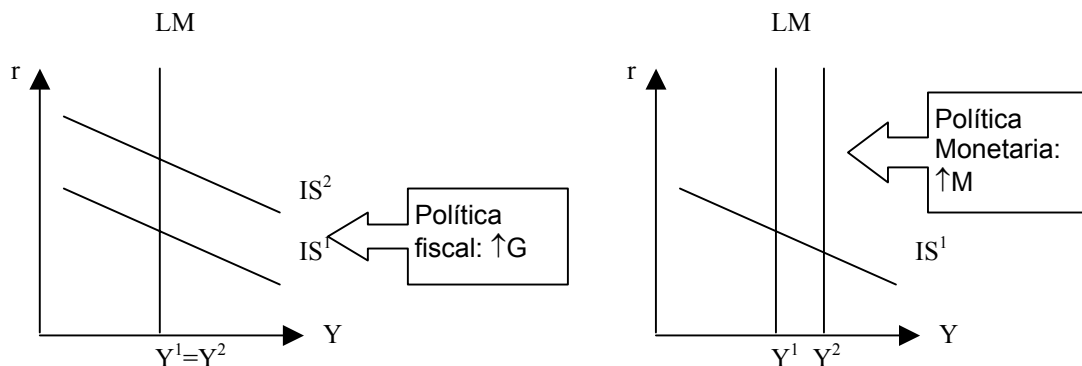 LM
r
IS²
IS¹
Política
fiscal: ↑G
Y
Y¹=Y²
LM
r
Política
Monetaria:
↑M
IS¹
Y
Y¹ Y²